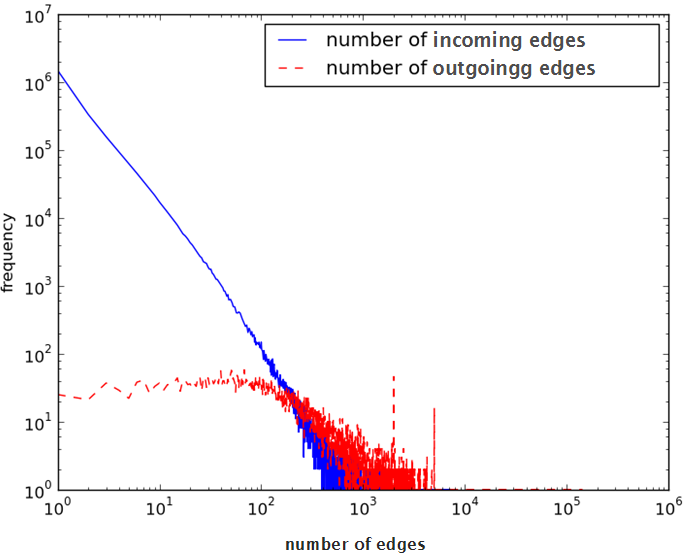 number of incoming edges
number of outgoingg edges
frequency
10^7
10^6
10^5
10^4
10^3
10^2
10^1
10^0
10^0 10^1 10^2 10^3 10^4 10^5 10^6
number of edges